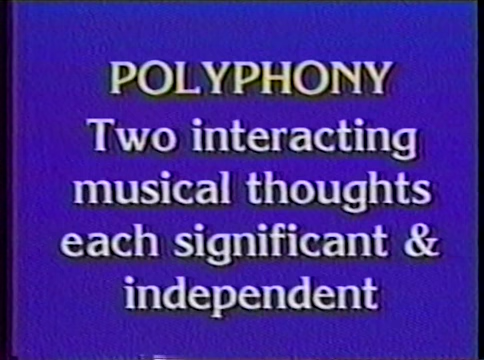 POLYPHONY
Two interacting
musical thoughts
each significant &
independent